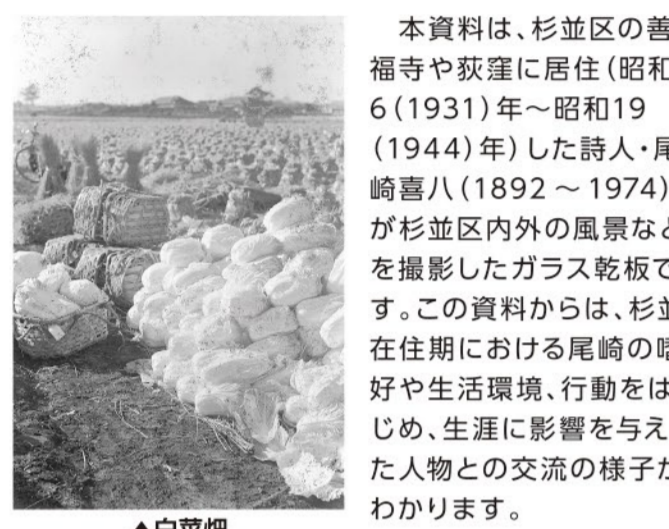 本資料は、杉並区の善
福寺や荻窪に居住(昭和
6(1931)年～昭和19
(1944)年)した詩人・尾
崎喜八(1892～1974)
が杉並区内外の風景など
を撮影したガラス乾板で
す。この資料からは、杉並
在住期における尾崎の嗜
好や生活環境、行動をは
じめ、生涯に影響を与え
た人物との交流の様子が
わかります。
▲白菜畑